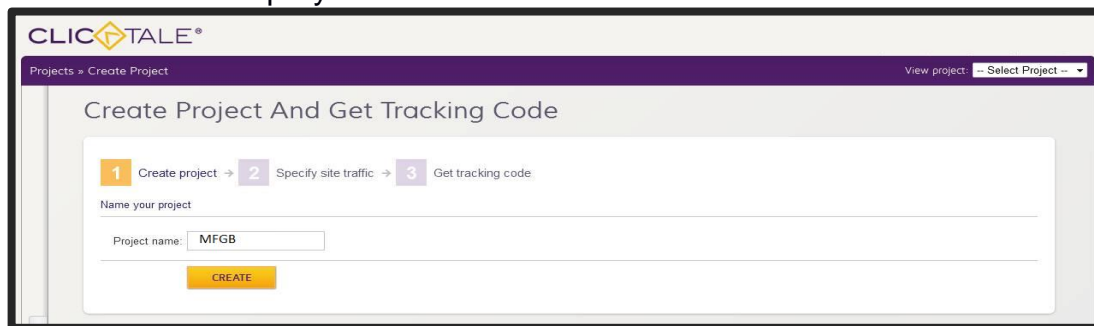 CLICKTALE®
Projects » Create Project
View project: -- Select Project --
Create Project And Get Tracking Code
1 Create project → 2 Specify site traffic → 3 Get tracking code
Name your project
Project name: MFGB
CREATE